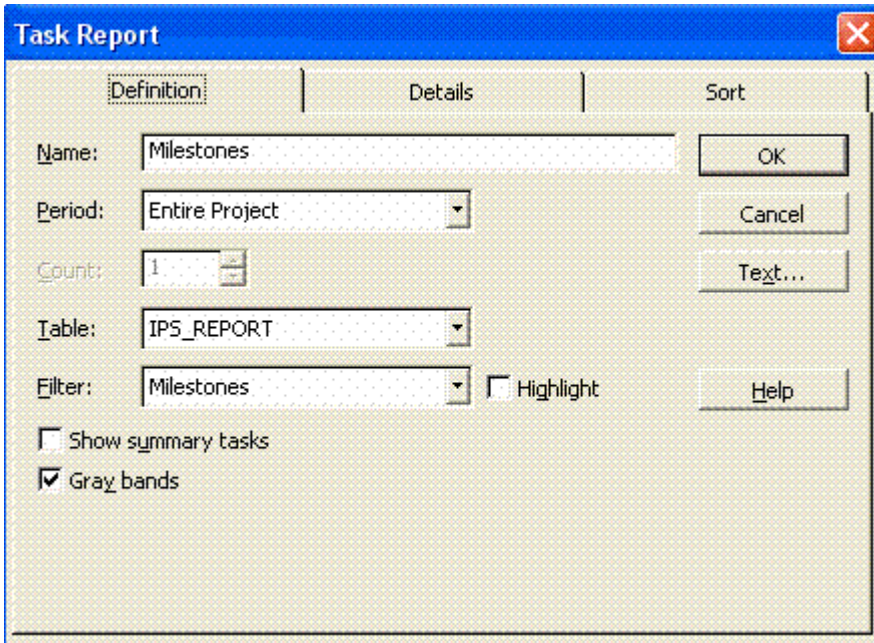 Task Report
Definition Details Sort
Name: Milestones OK
Period: Entire Project Cancel
Count: 1 Text...
Table: IPS_REPORT
Filter: Milestones Highlight Help
Show summary tasks
Gray bands